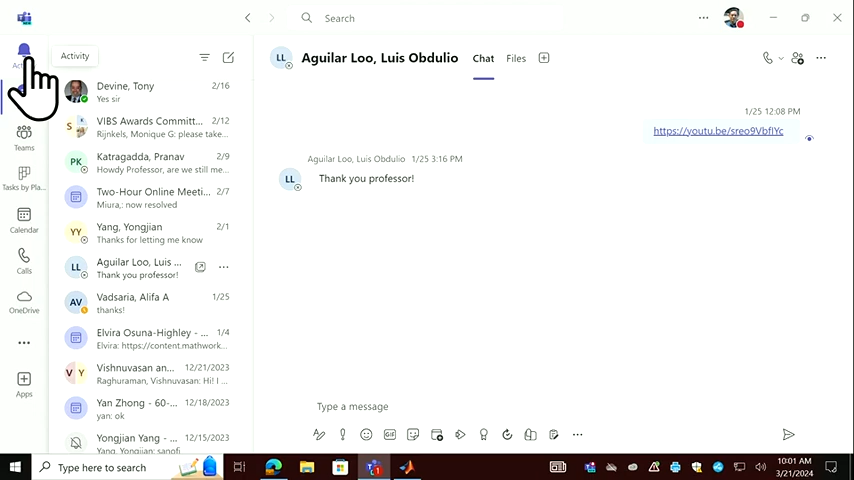 Search
Activity
Teams
Tasks by Pla...
Calendar
Calls
OneDrive
Apps
Devine, Tony 2/16
Yes sir
VIBS Awards Committ... 2/12
Rijnkels, Monique G: please take...
Katragadda, Pranav 2/9
Howdy Professor, are we still me...
Two-Hour Online Meeti... 2/7
Miura,: now resolved
Yang, Yongjian 2/1
Thanks for letting me know
Aguilar Loo, Luis ...
Thank you professor!
Vadsaria, Alifa A 1/25
thanks!
Elvira Osuna-Highley - ... 1/4
Elvira: https://content.mathwork...
Vishnuvasan an... 12/21/2023
Raghuraman, Vishnuvasan: Hi! I ...
Yan Zhong - 60-... 12/18/2023
yan: ok
Yongjian Yang - ... 12/15/2023
Yang, Yongjian: sanofi
PK
YY
LL
AV
V Y
LL Aguilar Loo, Luis Obdulio Chat Files
1/25 12:08 PM
https://youtu.be/sreo9VbfIYc
Aguilar Loo, Luis Obdulio 1/25 3:16 PM
LL Thank you professor!
Type a message
GIF
Type here to search
10:01 AM
3/21/2024